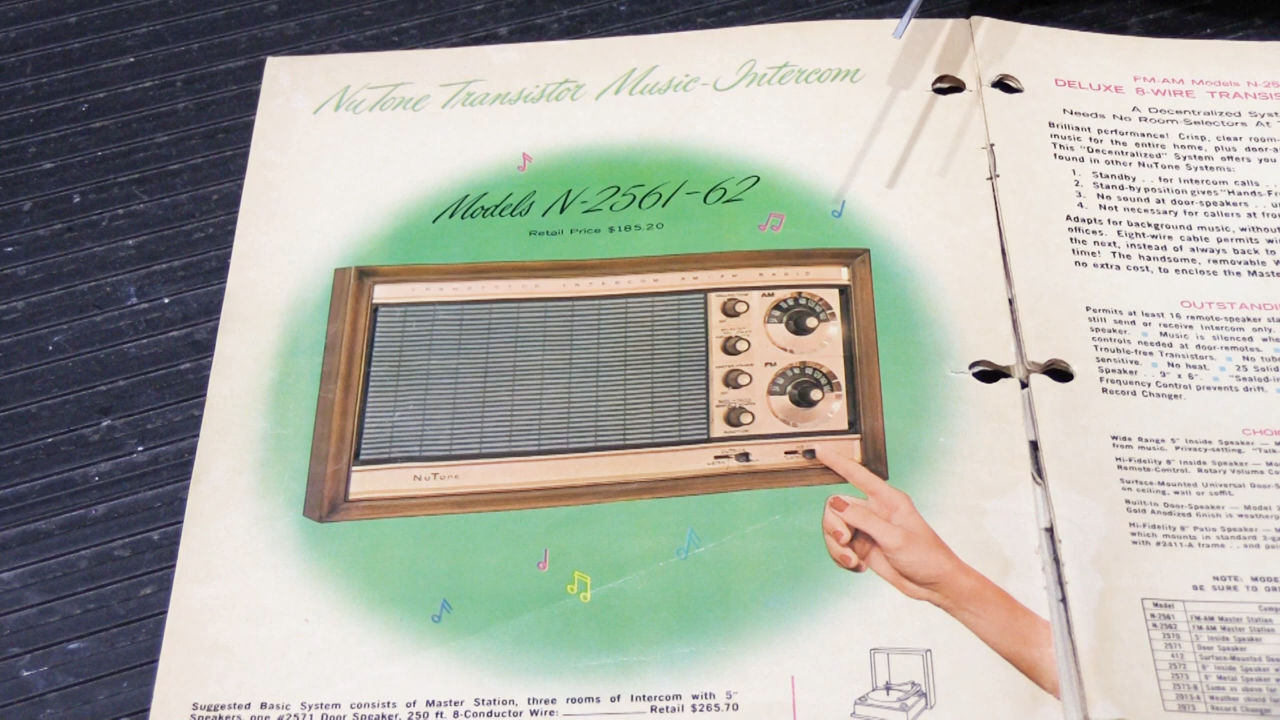 NuTone Transistor Music-Intercom
Models N-2561-62
Retail Price $185.20
TRANSISTOR INTERCOM AM-FM RADIO
AM
FM
NuTone
Suggested Basic System consists of Master Station, three rooms of Intercom with 5"
Speakers, one #2571 Door Speaker, 250 ft. 8-Conductor Wire: Retail $265.70
FM-AM Models N-25
DELUXE 8-WIRE TRANSIS
A Decentralized Syst
Needs No Room-Selectors At
Brilliant performance! Crisp, clear room-
music for the entire home, plus door-a
This "Decentralized" System offers you
found in other NuTone Systems:
1. Standby . . for Intercom calls . .
2. Stand-by position gives "Hands-Fr
3. No sound at door-speakers . . u
4. Not necessary for callers at fro
Adapts for background music, without
offices. Eight-wire cable permits wi
the next, instead of always back to
time! The handsome, removable W
no extra cost, to enclose the Maste
OUTSTANDI
Permits at least 16 remote-speaker sta
still send or receive Intercom only.
speaker. Music is silenced whe
controls needed at door-remotes.
Trouble-free Transistors. No tub
sensitive. No heat. 25 Solid
Speaker . . 9" x 6". "Sealed-i
Frequency Control prevents drift.
Record Changer.
CHOI
Wide Range 5" Inside Speaker — M
from music. Privacy-setting. "Talk
Hi-Fidelity 8" Inside Speaker — Mo
Remote-Control. Rotary Volume Co
Surface-Mounted Universal Door-S
on ceiling, wall or soffit.
Built-In Door-Speaker — Model
Gold Anodized finish is weatherp
Hi-Fidelity 8" Patio Speaker — M
which mounts in standard 2-ga
with #2411-A frame . . and pai
NOTE: MODE
BE SURE TO OR
Model Comp
N-2561 FM-AM Master Station
N-2562 FM-AM Master Station
2570 5" Inside Speaker
2571 Door Speaker
412 Surface-Mounted Doo
2572 8" Inside Speaker w
2573 8" Metal Speaker w
2573-B Same as above for
2013-A Weather shield fo
Record Changer